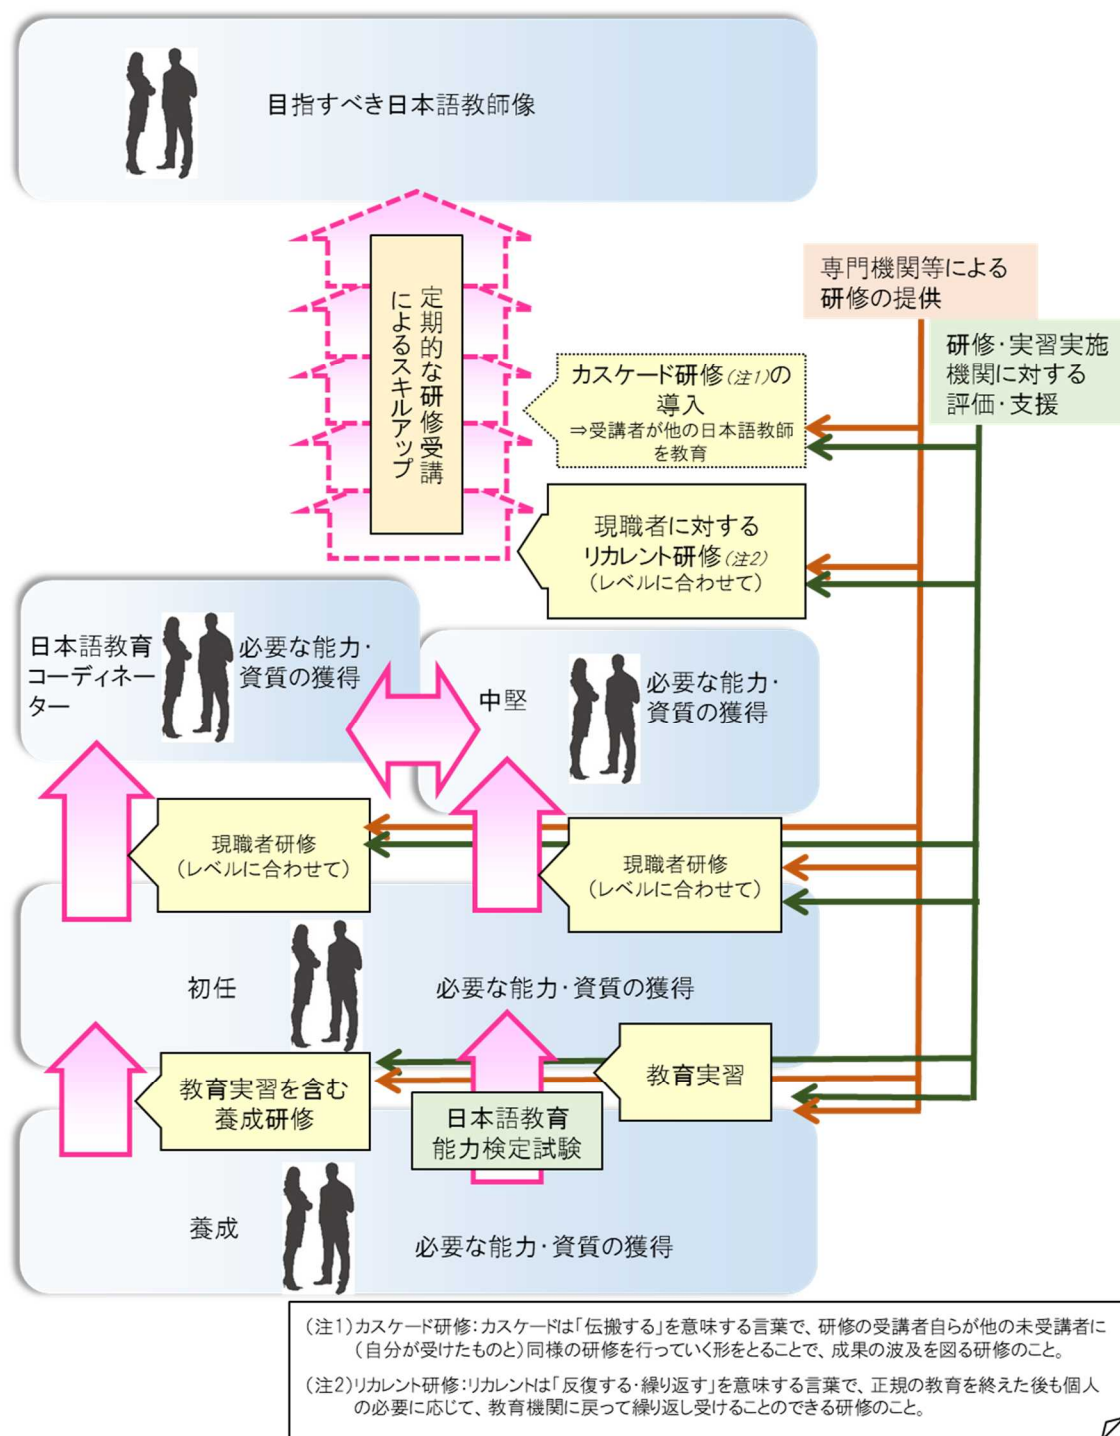 目指すべき日本語教師像
定期的な研修受講
によるスキルアップ
専門機関等による
研修の提供
研修・実習実施
機関に対する
評価・支援
カスケード研修(注1)の
導入
⇒受講者が他の日本語教師
を教育
現職者に対する
リカレント研修(注2)
(レベルに合わせて)
日本語教育
コーディネー
ター
必要な能力・
資質の獲得
中堅
必要な能力・
資質の獲得
現職者研修
(レベルに合わせて)
現職者研修
(レベルに合わせて)
初任
必要な能力・資質の獲得
教育実習を含む
養成研修
日本語教育
能力検定試験
教育実習
養成
必要な能力・資質の獲得
(注1)カスケード研修:カスケードは「伝搬する」を意味する言葉で、研修の受講者自らが他の未受講者に
(自分が受けたものと)同様の研修を行っていく形をとることで、成果の波及を図る研修のこと。
(注2)リカレント研修:リカレントは「反復する・繰り返す」を意味する言葉で、正規の教育を終えた後も個人
の必要に応じて、教育機関に戻って繰り返し受けることのできる研修のこと。